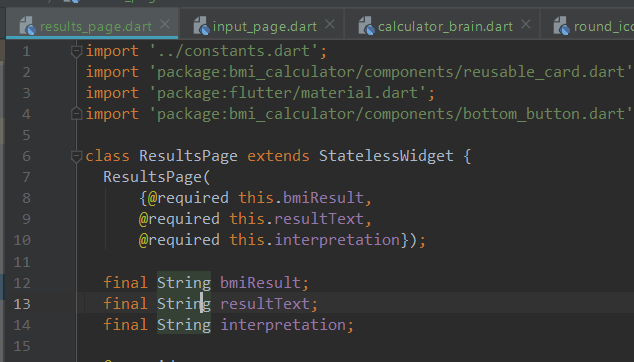 results_page.dart input_page.dart calculator_brain.dart round_ico
1 import '../constants.dart';
2 import 'package:bmi_calculator/components/reusable_card.dart'
3 import 'package:flutter/material.dart';
4 import 'package:bmi_calculator/components/bottom_button.dart'
5
6 class ResultsPage extends StatelessWidget {
7 ResultsPage(
8 {@required this.bmiResult,
9 @required this.resultText,
10 @required this.interpretation});
11
12 final String bmiResult;
13 final String resultText;
14 final String interpretation;
15